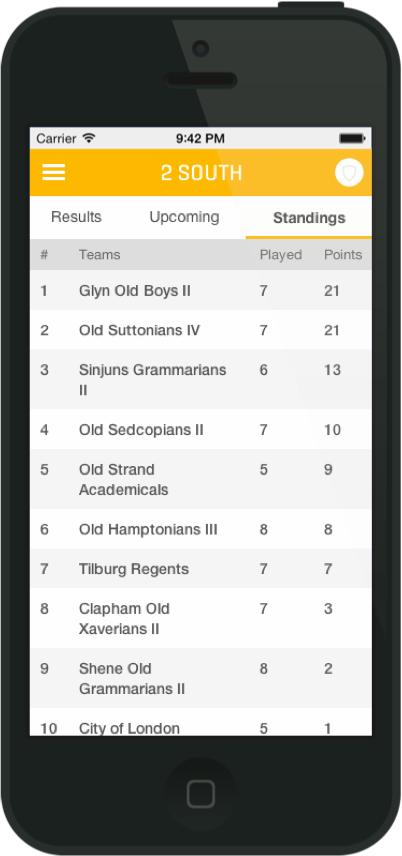 Carrier 9:42 PM
2 SOUTH
Results Upcoming Standings
# Teams Played Points
1 Glyn Old Boys II 7 21
2 Old Suttonians IV 7 21
3 Sinjuns Grammarians 6 13
II
4 Old Sedcopians II 7 10
5 Old Strand 5 9
Academicals
6 Old Hamptonians III 8 8
7 Tilburg Regents 7 7
8 Clapham Old 7 3
Xaverians II
9 Shene Old 8 2
Grammarians II
10 City of London 5 1